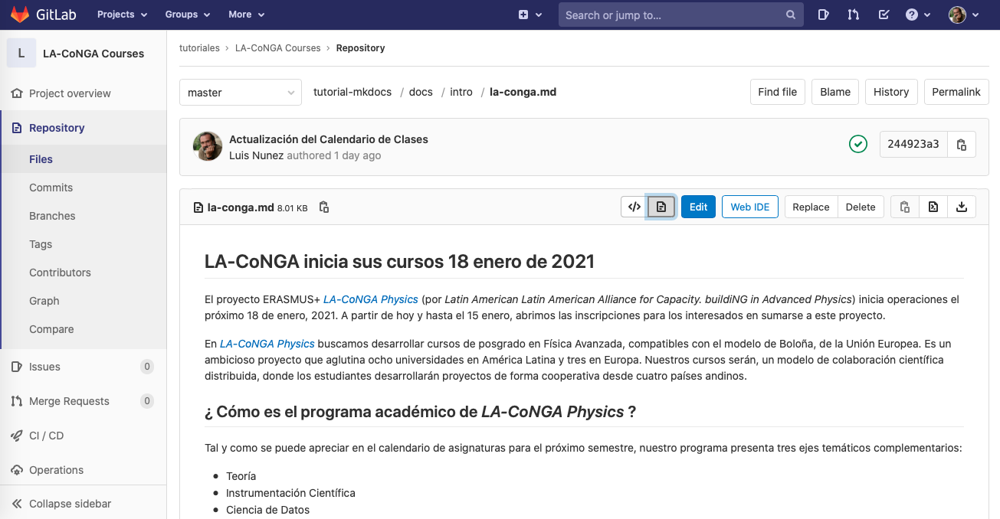 GitLab Projects Groups More Search or jump to...
L LA-CoNGA Courses
Project overview
Repository
Files
Commits
Branches
Tags
Contributors
Graph
Compare
Issues 0
Merge Requests 0
CI / CD
Operations
Collapse sidebar
tutoriales › LA-CoNGA Courses › Repository
master tutorial-mkdocs / docs / intro / la-conga.md Find file Blame History Permalink
Actualización del Calendario de Clases
Luis Nunez authored 1 day ago
244923a3
la-conga.md 8.01 KB </> Edit Web IDE Replace Delete
LA-CoNGA inicia sus cursos 18 enero de 2021
El proyecto ERASMUS+ LA-CoNGA Physics (por Latin American Latin American Alliance for Capacity. buildiNG in Advanced Physics) inicia operaciones el
próximo 18 de enero, 2021. A partir de hoy y hasta el 15 enero, abrimos las inscripciones para los interesados en sumarse a este proyecto.
En LA-CoNGA Physics buscamos desarrollar cursos de posgrado en Física Avanzada, compatibles con el modelo de Boloña, de la Unión Europea. Es un
ambicioso proyecto que aglutina ocho universidades en América Latina y tres en Europa. Nuestros cursos serán, un modelo de colaboración científica
distribuida, donde los estudiantes desarrollarán proyectos de forma cooperativa desde cuatro países andinos.
¿ Cómo es el programa académico de LA-CoNGA Physics ?
Tal y como se puede apreciar en el calendario de asignaturas para el próximo semestre, nuestro programa presenta tres ejes temáticos complementarios:
• Teoría
• Instrumentación Científica
• Ciencia de Datos